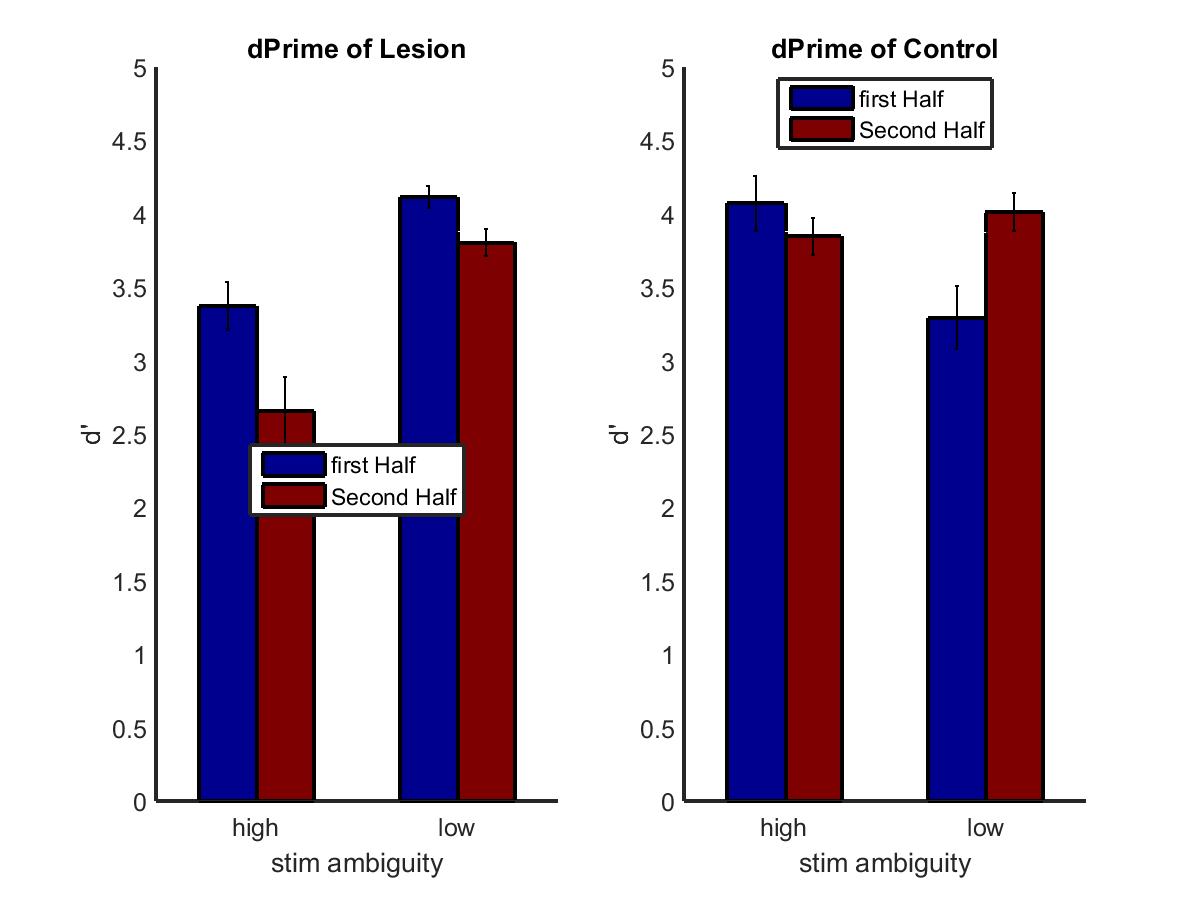 dPrime of Lesion
5
4.5
4
3.5
3
2.5
2
1.5
1
0.5
0
d'
first Half
Second Half
high low
stim ambiguity
dPrime of Control
first Half
Second Half
5
4.5
4
3.5
3
2.5
2
1.5
1
0.5
0
d'
high low
stim ambiguity